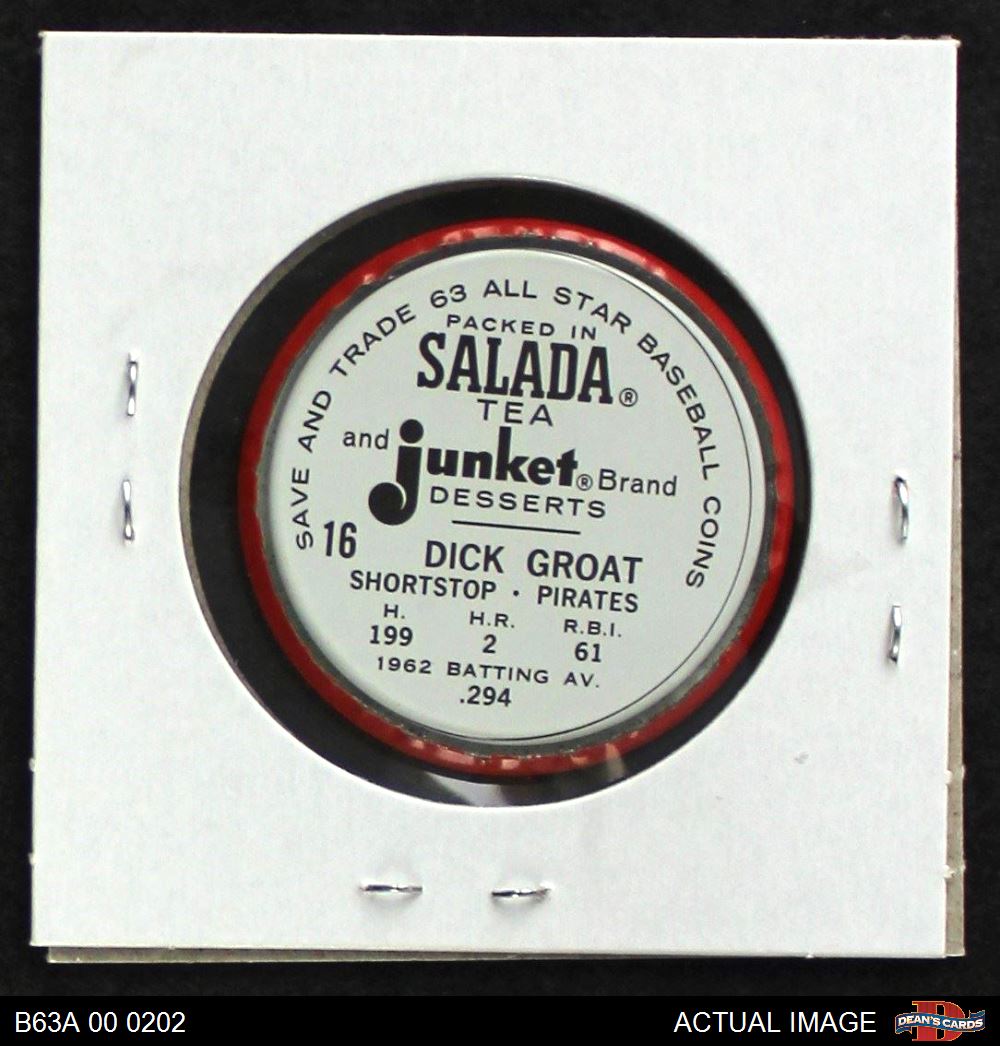 SAVE AND TRADE 63 ALL STAR BASEBALL COINS
PACKED IN
SALADA®
TEA
and junket® Brand
DESSERTS
16 DICK GROAT
SHORTSTOP · PIRATES
H. H.R. R.B.I.
199 2 61
1962 BATTING AV.
.294
B63A 00 0202 ACTUAL IMAGE DEAN'S CARDS